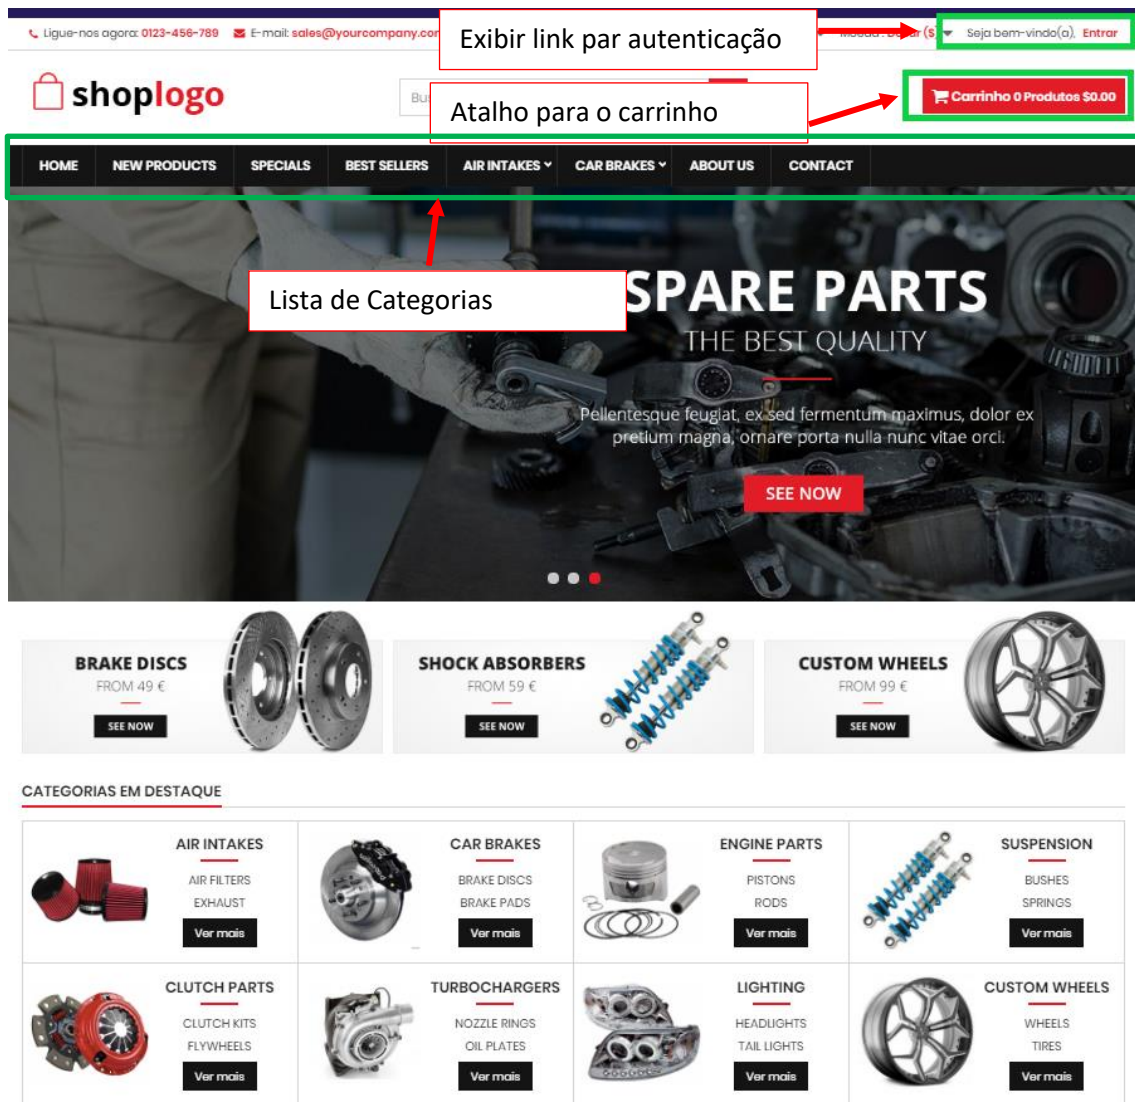 Ligue-nos agora: 0123-456-789 E-mail: sales@yourcompany.com
Exibir link par autenticação
Seja bem-vindo(a), Entrar
shoplogo
Atalho para o carrinho
Carrinho 0 Produtos $0.00
HOME NEW PRODUCTS SPECIALS BEST SELLERS AIR INTAKES CAR BRAKES ABOUT US CONTACT
Lista de Categorias
SPARE PARTS
THE BEST QUALITY
Pellentesque feugiat, ex sed fermentum maximus, dolor ex
pretium magna, ornare porta nulla nunc vitae orci.
SEE NOW
BRAKE DISCS
FROM 49 €
SEE NOW
SHOCK ABSORBERS
FROM 59 €
SEE NOW
CUSTOM WHEELS
FROM 99 €
SEE NOW
CATEGORIAS EM DESTAQUE
AIR INTAKES
AIR FILTERS
EXHAUST
Ver mais
CAR BRAKES
BRAKE DISCS
BRAKE PADS
Ver mais
ENGINE PARTS
PISTONS
RODS
Ver mais
SUSPENSION
BUSHES
SPRINGS
Ver mais
CLUTCH PARTS
CLUTCH KITS
FLYWHEELS
Ver mais
TURBOCHARGERS
NOZZLE RINGS
OIL PLATES
Ver mais
LIGHTING
HEADLIGHTS
TAIL LIGHTS
Ver mais
CUSTOM WHEELS
WHEELS
TIRES
Ver mais